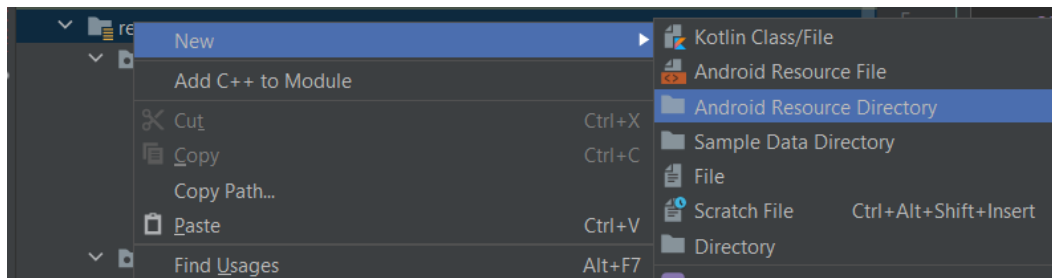 re
New
Add C++ to Module
Cut Ctrl+X
Copy Ctrl+C
Copy Path...
Paste Ctrl+V
Find Usages Alt+F7
Kotlin Class/File
Android Resource File
Android Resource Directory
Sample Data Directory
File
Scratch File Ctrl+Alt+Shift+Insert
Directory